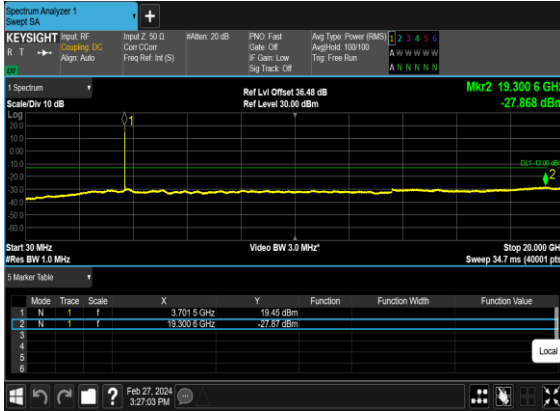 Spectrum Analyzer 1
Swept SA
+
KEYSIGHT Input: RF Input Z: 50 Ω #Atten: 20 dB PNO: Fast Avg Type: Power (RMS) 1 2 3 4 5 6
R T Coupling: DC Corr CCorr Gate: Off Avg|Hold: 100/100 A W W W W W
Align: Auto Freq Ref: Int (S) IF Gain: Low Trig: Free Run
Sig Track: Off A N N N N N
1 Spectrum Ref Lvl Offset 36.48 dB Mkr2 19.300 6 GHz
Scale/Div 10 dB Ref Level 30.00 dBm -27.868 dBm
Log
20.0
10.0
0.00
-10.0
-20.0
-30.0
-40.0
-50.0
-60.0
1
DL1 -13.00 dBm
2
Start 30 MHz Video BW 3.0 MHz* Stop 20.000 GHz
#Res BW 1.0 MHz Sweep 34.7 ms (40001 pts)
5 Marker Table
Mode Trace Scale X Y Function Function Width Function Value
1 N 1 f 3.701 5 GHz 19.45 dBm
2 N 1 f 19.300 6 GHz -27.87 dBm
3
4
5
6
Local
? Feb 27, 2024
3:27:03 PM